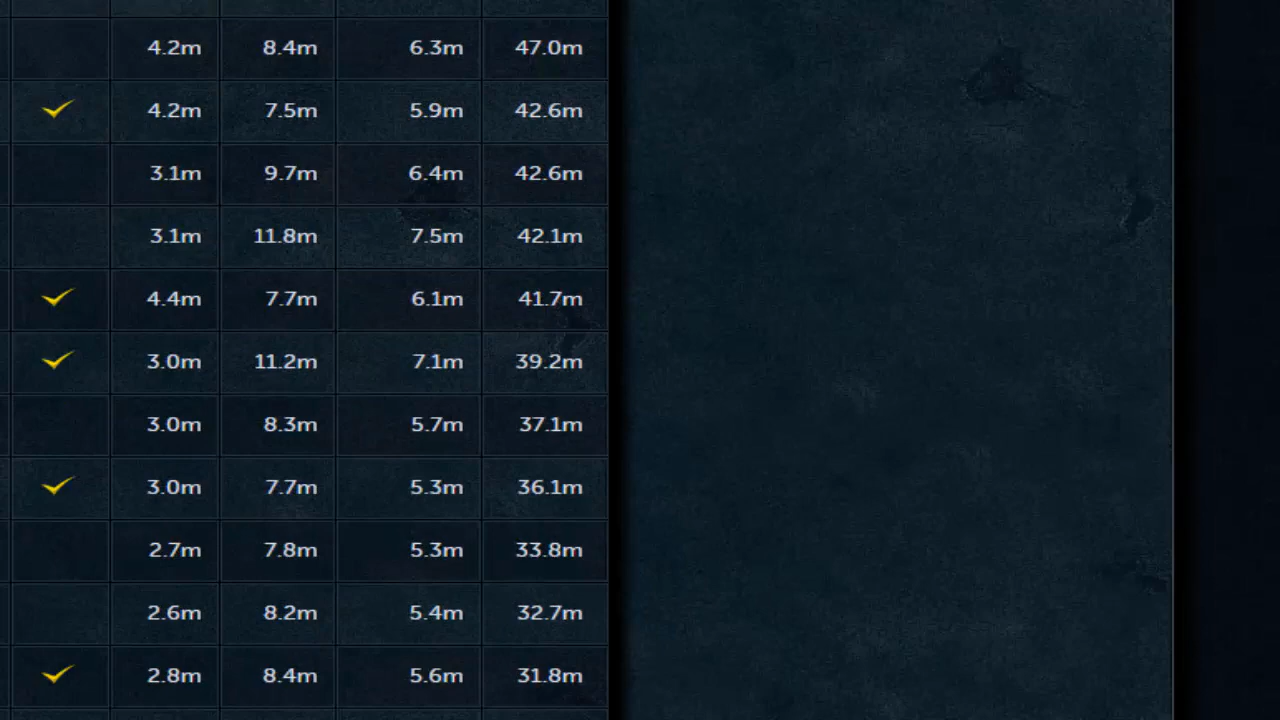 4.2m 8.4m 6.3m 47.0m
4.2m 7.5m 5.9m 42.6m
3.1m 9.7m 6.4m 42.6m
3.1m 11.8m 7.5m 42.1m
4.4m 7.7m 6.1m 41.7m
3.0m 11.2m 7.1m 39.2m
3.0m 8.3m 5.7m 37.1m
3.0m 7.7m 5.3m 36.1m
2.7m 7.8m 5.3m 33.8m
2.6m 8.2m 5.4m 32.7m
2.8m 8.4m 5.6m 31.8m